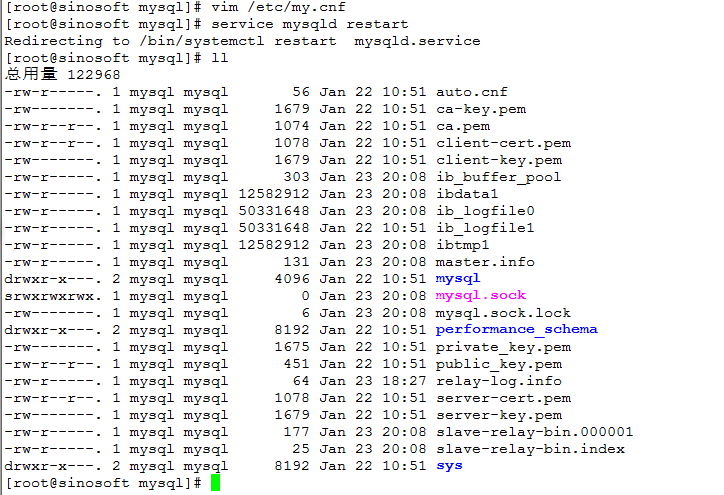 [root@sinosoft mysql]# vim /etc/my.cnf
[root@sinosoft mysql]# service mysqld restart
Redirecting to /bin/systemctl restart  mysqld.service
[root@sinosoft mysql]# ll
总用量 122968
-rw-r-----. 1 mysql mysql       56 Jan 22 10:51 auto.cnf
-rw-------. 1 mysql mysql     1679 Jan 22 10:51 ca-key.pem
-rw-r--r--. 1 mysql mysql     1074 Jan 22 10:51 ca.pem
-rw-r--r--. 1 mysql mysql     1078 Jan 22 10:51 client-cert.pem
-rw-------. 1 mysql mysql     1679 Jan 22 10:51 client-key.pem
-rw-r-----. 1 mysql mysql      303 Jan 23 20:08 ib_buffer_pool
-rw-r-----. 1 mysql mysql 12582912 Jan 23 20:08 ibdata1
-rw-r-----. 1 mysql mysql 50331648 Jan 23 20:08 ib_logfile0
-rw-r-----. 1 mysql mysql 50331648 Jan 22 10:51 ib_logfile1
-rw-r-----. 1 mysql mysql 12582912 Jan 23 20:08 ibtmp1
-rw-r-----. 1 mysql mysql      131 Jan 23 20:08 master.info
drwxr-x---. 2 mysql mysql     4096 Jan 22 10:51 mysql
srwxrwxrwx. 1 mysql mysql        0 Jan 23 20:08 mysql.sock
-rw-------. 1 mysql mysql        6 Jan 23 20:08 mysql.sock.lock
drwxr-x---. 2 mysql mysql     8192 Jan 22 10:51 performance_schema
-rw-------. 1 mysql mysql     1675 Jan 22 10:51 private_key.pem
-rw-r--r--. 1 mysql mysql      451 Jan 22 10:51 public_key.pem
-rw-r-----. 1 mysql mysql       64 Jan 23 18:27 relay-log.info
-rw-r--r--. 1 mysql mysql     1078 Jan 22 10:51 server-cert.pem
-rw-------. 1 mysql mysql     1679 Jan 22 10:51 server-key.pem
-rw-r-----. 1 mysql mysql      177 Jan 23 20:08 slave-relay-bin.000001
-rw-r-----. 1 mysql mysql       25 Jan 23 20:08 slave-relay-bin.index
drwxr-x---. 2 mysql mysql     8192 Jan 22 10:51 sys
[root@sinosoft mysql]#